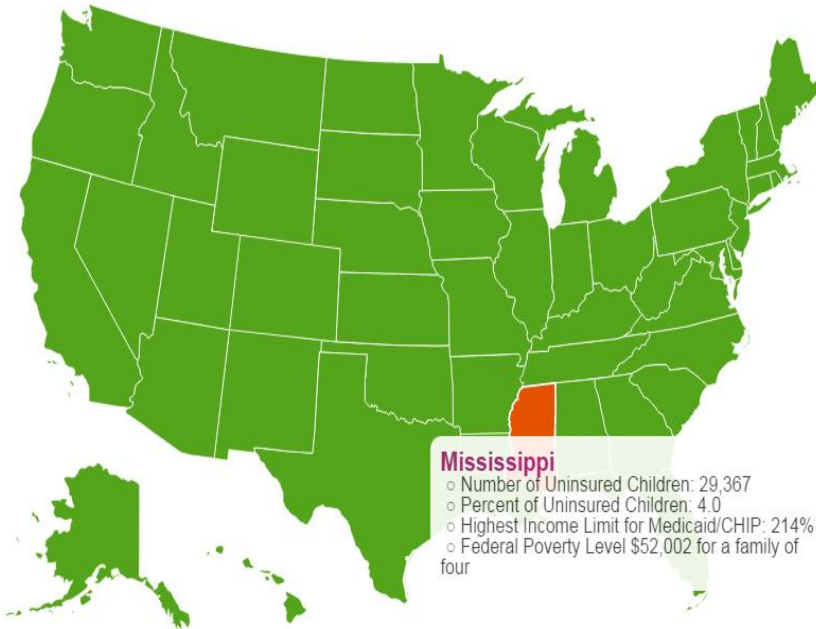 Mississippi
○ Number of Uninsured Children: 29,367
○ Percent of Uninsured Children: 4.0
○ Highest Income Limit for Medicaid/CHIP: 214%
○ Federal Poverty Level $52,002 for a family of
four